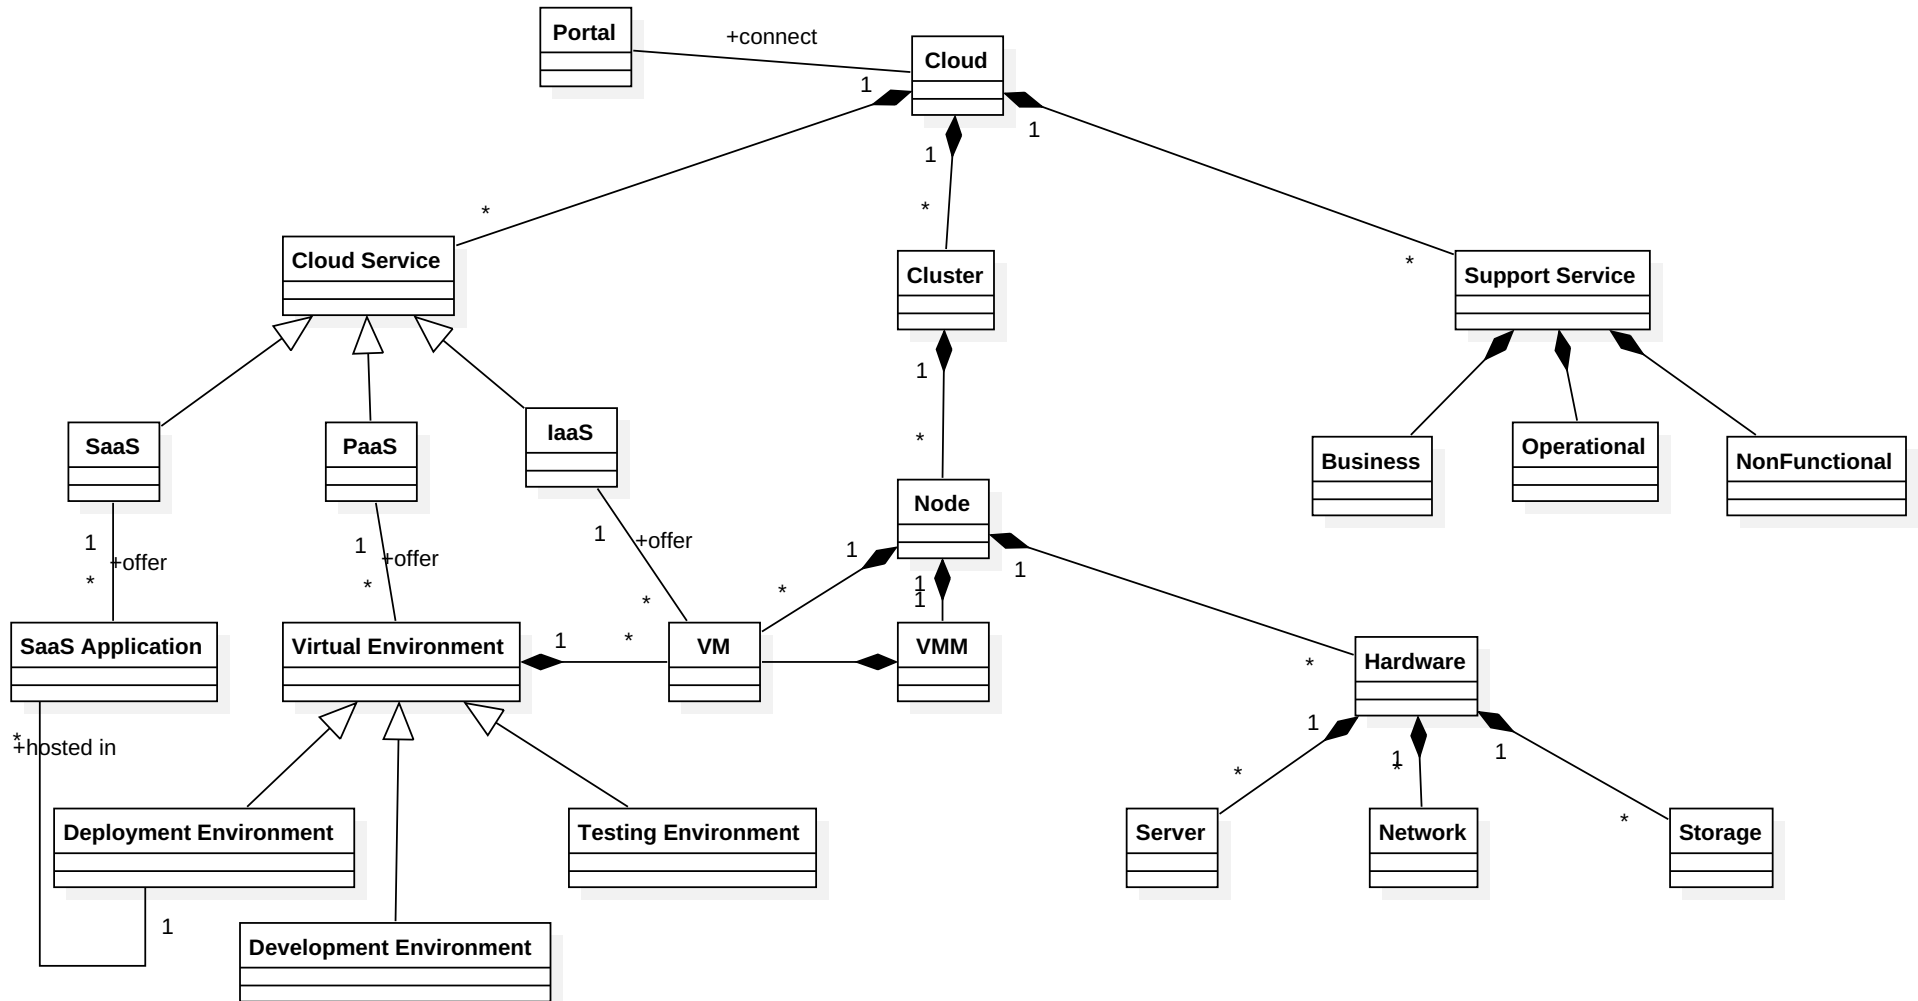 Portal
+connect
Cloud
1
1
1
*
*
*
Cloud Service
Cluster
Support Service
1
*
SaaS
PaaS
IaaS
Node
Business
Operational
NonFunctional
1
+offer
*
1
+offer
*
1
+offer
*
1
*
1
1
1
*
SaaS Application
Virtual Environment
1
*
VM
VMM
Hardware
*
+hosted in
1
*
1
*
1
*
Deployment Environment
Testing Environment
Server
Network
Storage
1
Development Environment